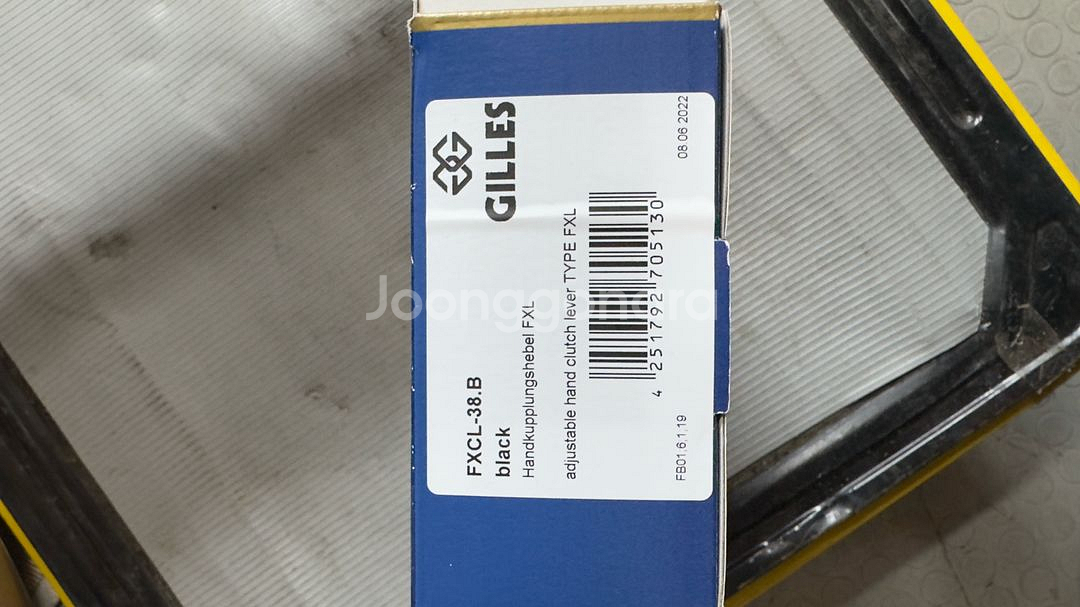 GILLES
FXCL-38.B
black
Handkupplungshebel FXL
adjustable hand clutch lever TYPE FXL
4 251792 705130
FB01,6,1,19
08 06 2022
Joonggonara